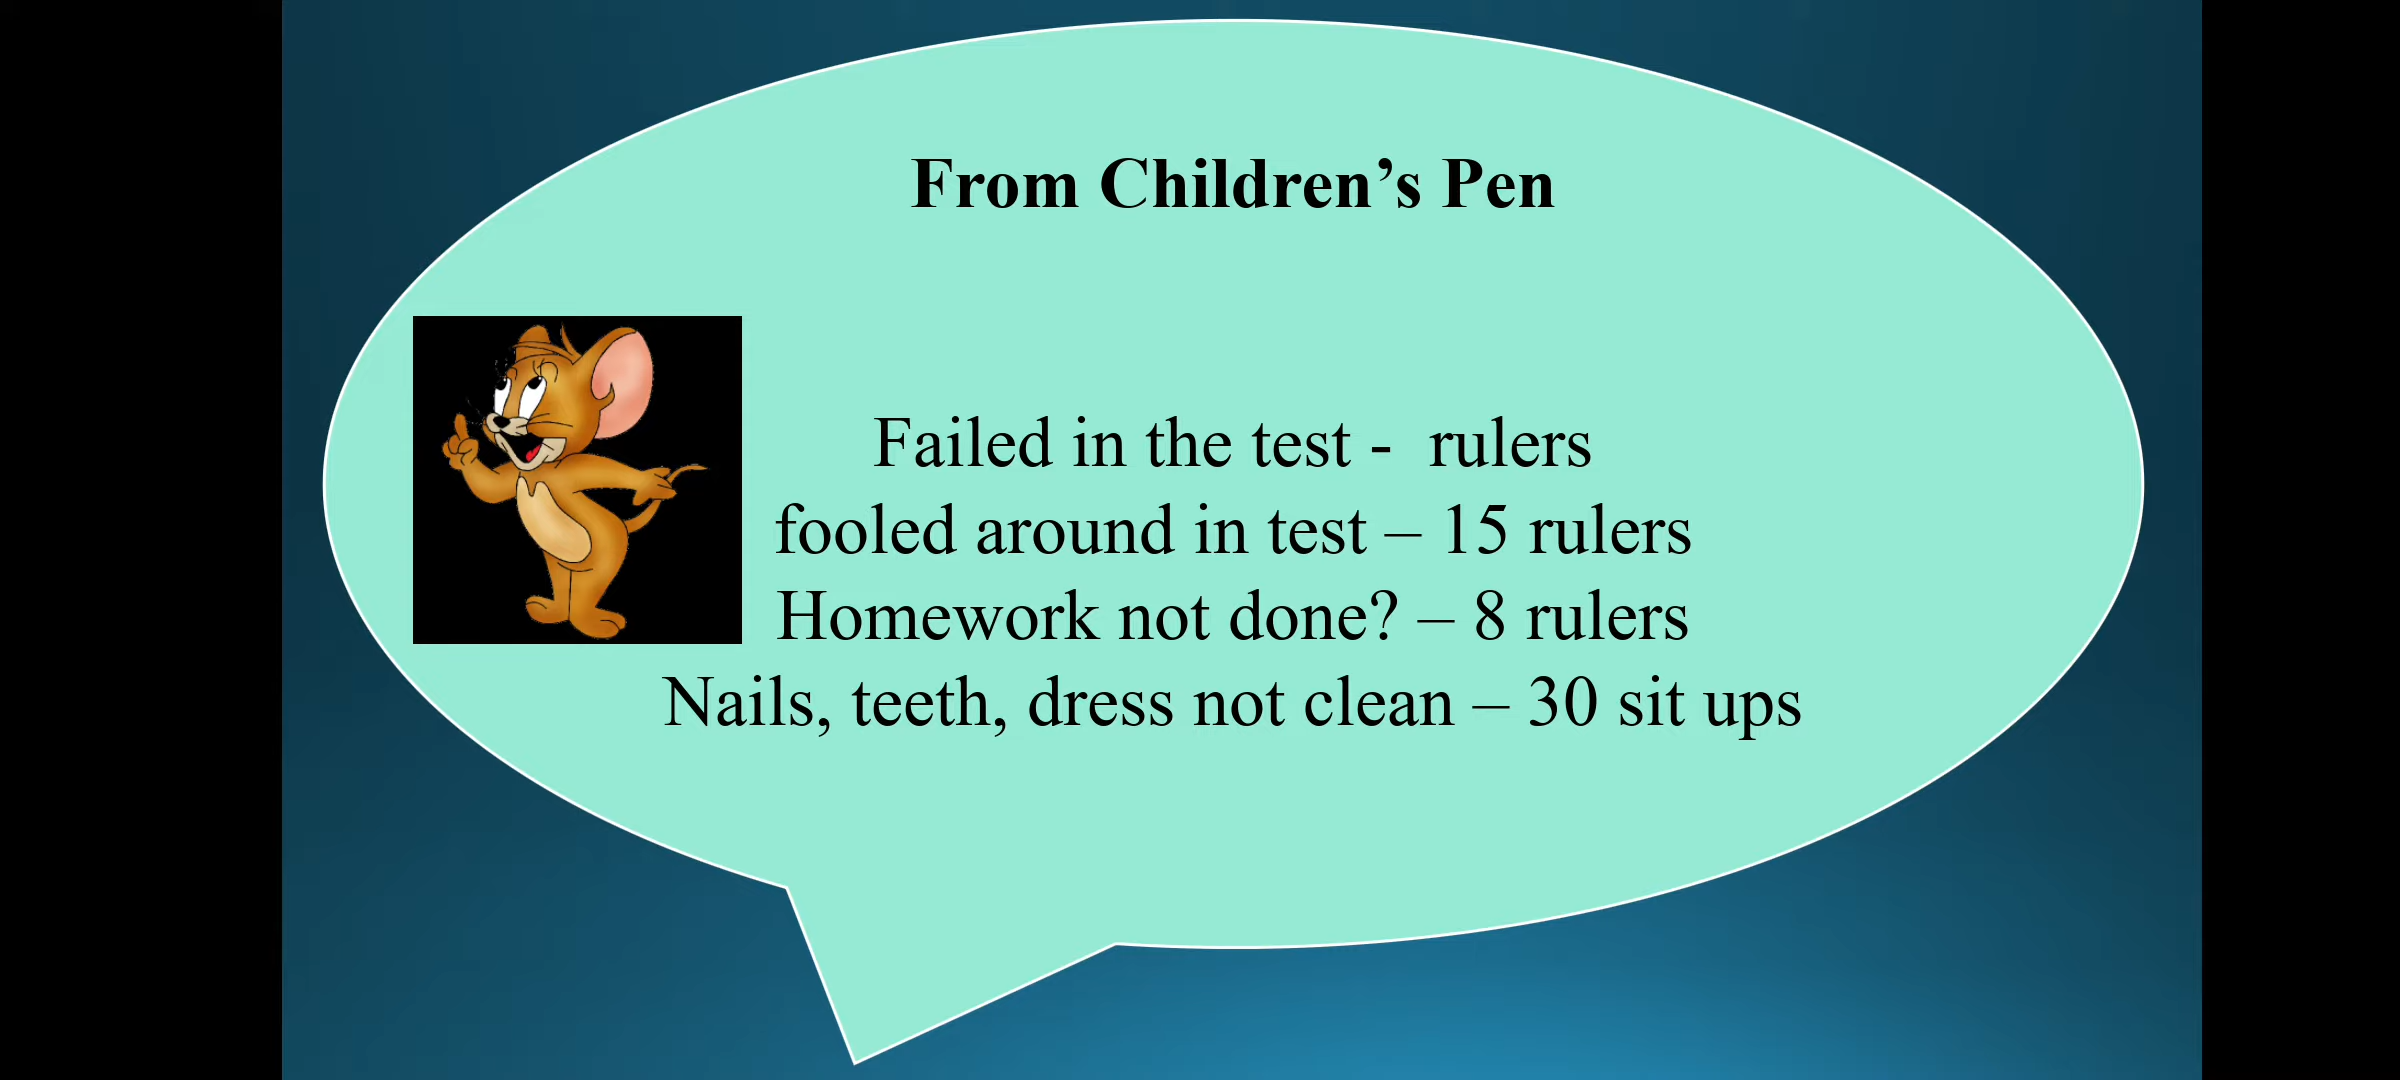 From Children’s Pen
Failed in the test -  rulers
fooled around in test – 15 rulers
Homework not done? – 8 rulers
Nails, teeth, dress not clean – 30 sit ups